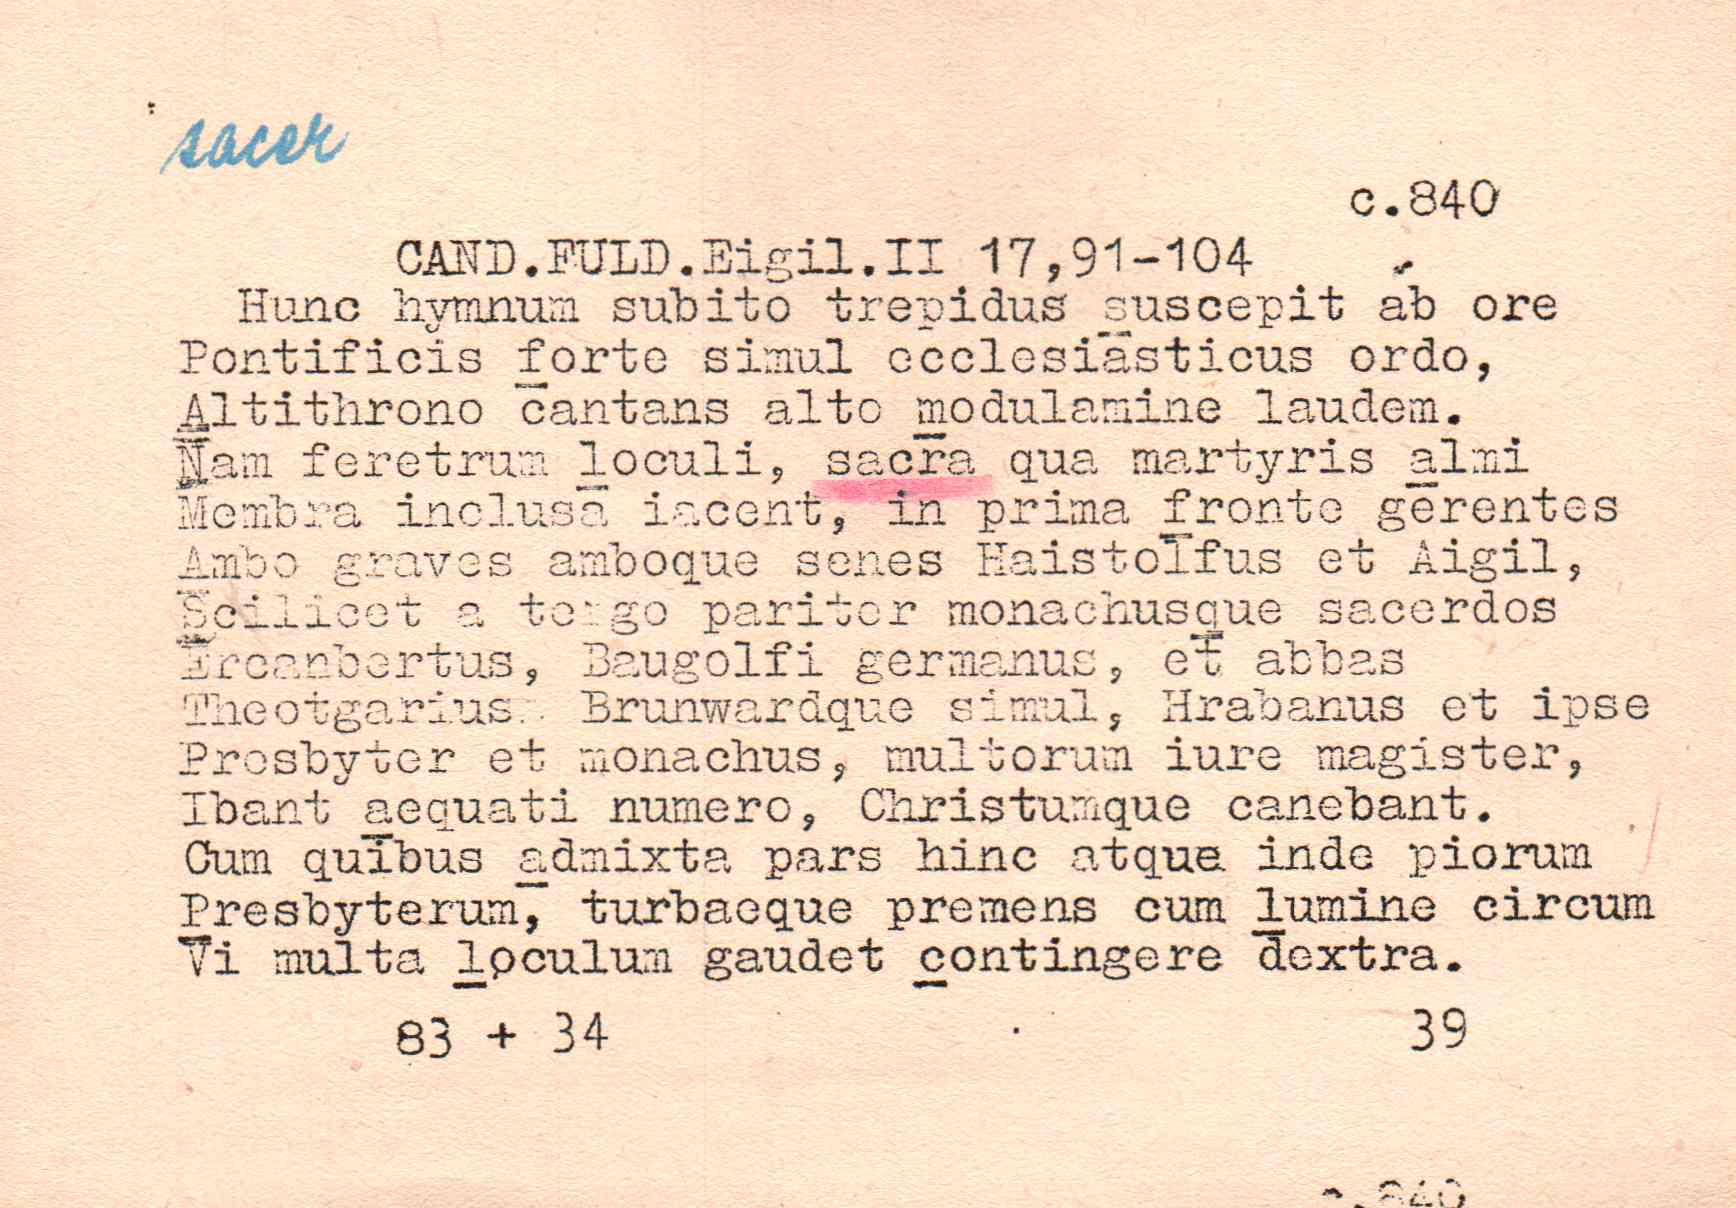 sacer
c.840
CAND.FULD.Eigil.II 17,91-104
Hunc hymnum subito trepidus suscepit ab ore
Pontificis forte simul ecclesiasticus ordo,
Altithrono cantans alto modulamine laudem.
Nam feretrum loculi, sacra qua martyris almi
Membra inclusa iacent, in prima fronte gerentes
Ambo graves amboque senes Haistolfus et Aigil,
Scilicet a tergo pariter monachusque sacerdos
Ercanbertus, Baugolfi germanus, et abbas
Theotgarius Brunwardque simul, Hrabanus et ipse
Presbyter et monachus, multorum iure magister,
Ibant aequati numero, Christumque canebant.
Cum quibus admixta pars hinc atque inde piorum
Presbyterum, turbaeque premens cum lumine circum
Vi multa loculum gaudet contingere dextra.
83 + 34 39
c.840